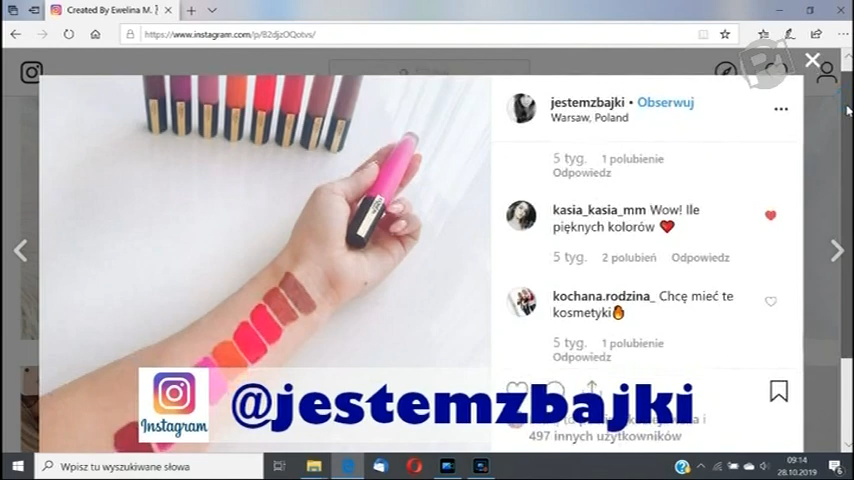 Created By Ewelina M.
https://www.instagram.com/p/B2djzOQotvs/
jestemzbajki • Obserwuj
Warsaw, Poland
5 tyg. 1 polubienie
Odpowiedz
kasia_kasia_mm Wow! Ile
pięknych kolorów
5 tyg. 2 polubień Odpowiedz
kochana.rodzina_ Chcę mieć te
kosmetyki
5 tyg. 1 polubienie
Odpowiedz
Instagram
@jestemzbajki
497 innych użytkowników
Wpisz tu wyszukiwane słowa
09:14
28.10.2019